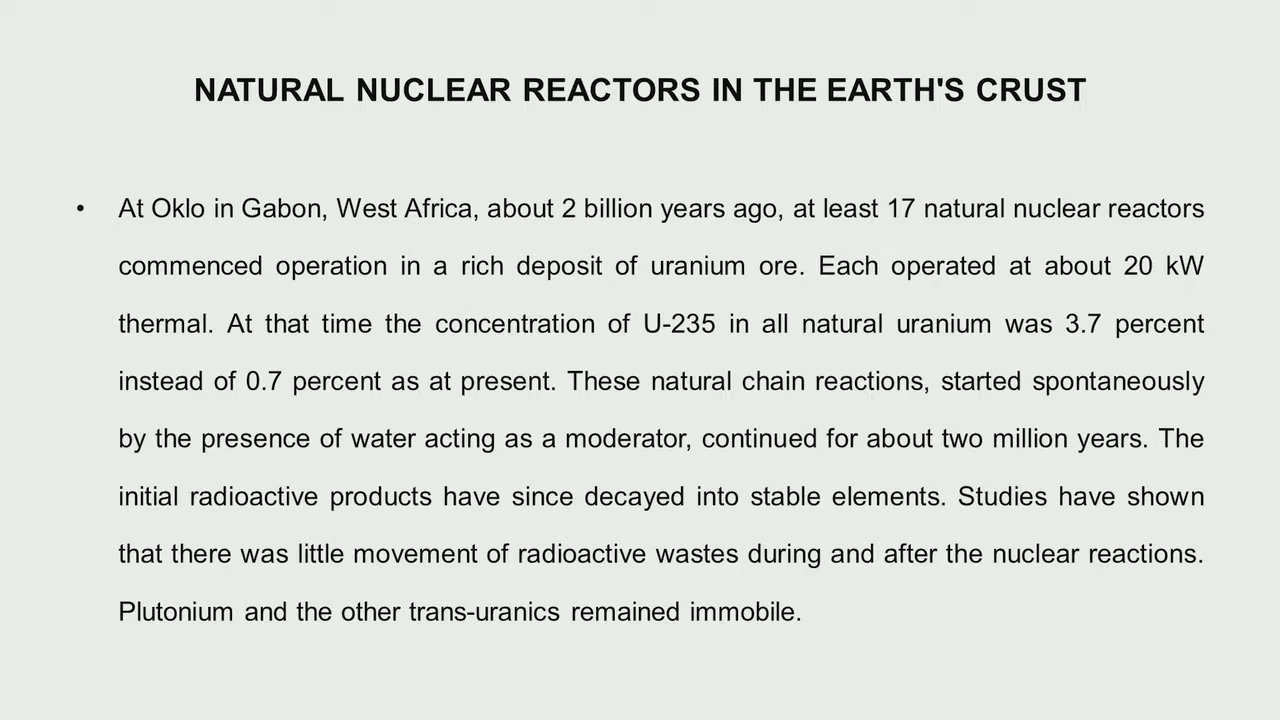 NATURAL NUCLEAR REACTORS IN THE EARTH'S CRUST
• At Oklo in Gabon, West Africa, about 2 billion years ago, at least 17 natural nuclear reactors
commenced operation in a rich deposit of uranium ore. Each operated at about 20 kW
thermal. At that time the concentration of U-235 in all natural uranium was 3.7 percent
instead of 0.7 percent as at present. These natural chain reactions, started spontaneously
by the presence of water acting as a moderator, continued for about two million years. The
initial radioactive products have since decayed into stable elements. Studies have shown
that there was little movement of radioactive wastes during and after the nuclear reactions.
Plutonium and the other trans-uranics remained immobile.